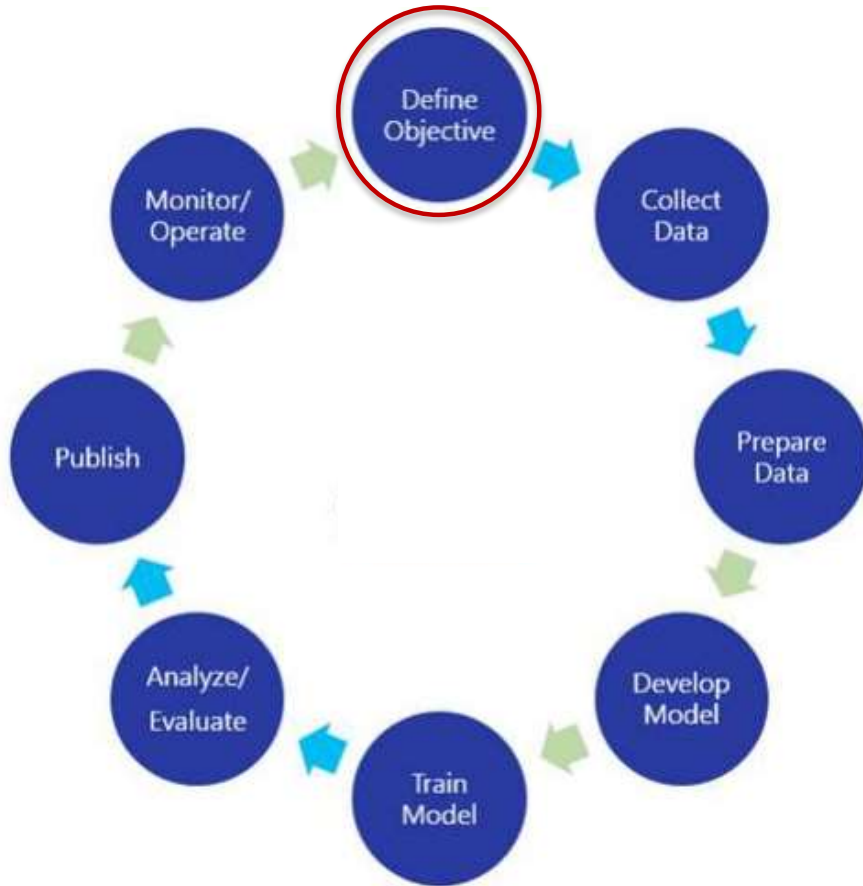 Define
Objective
Collect
Data
Prepare
Data
Develop
Model
Train
Model
Analyze/
Evaluate
Publish
Monitor/
Operate